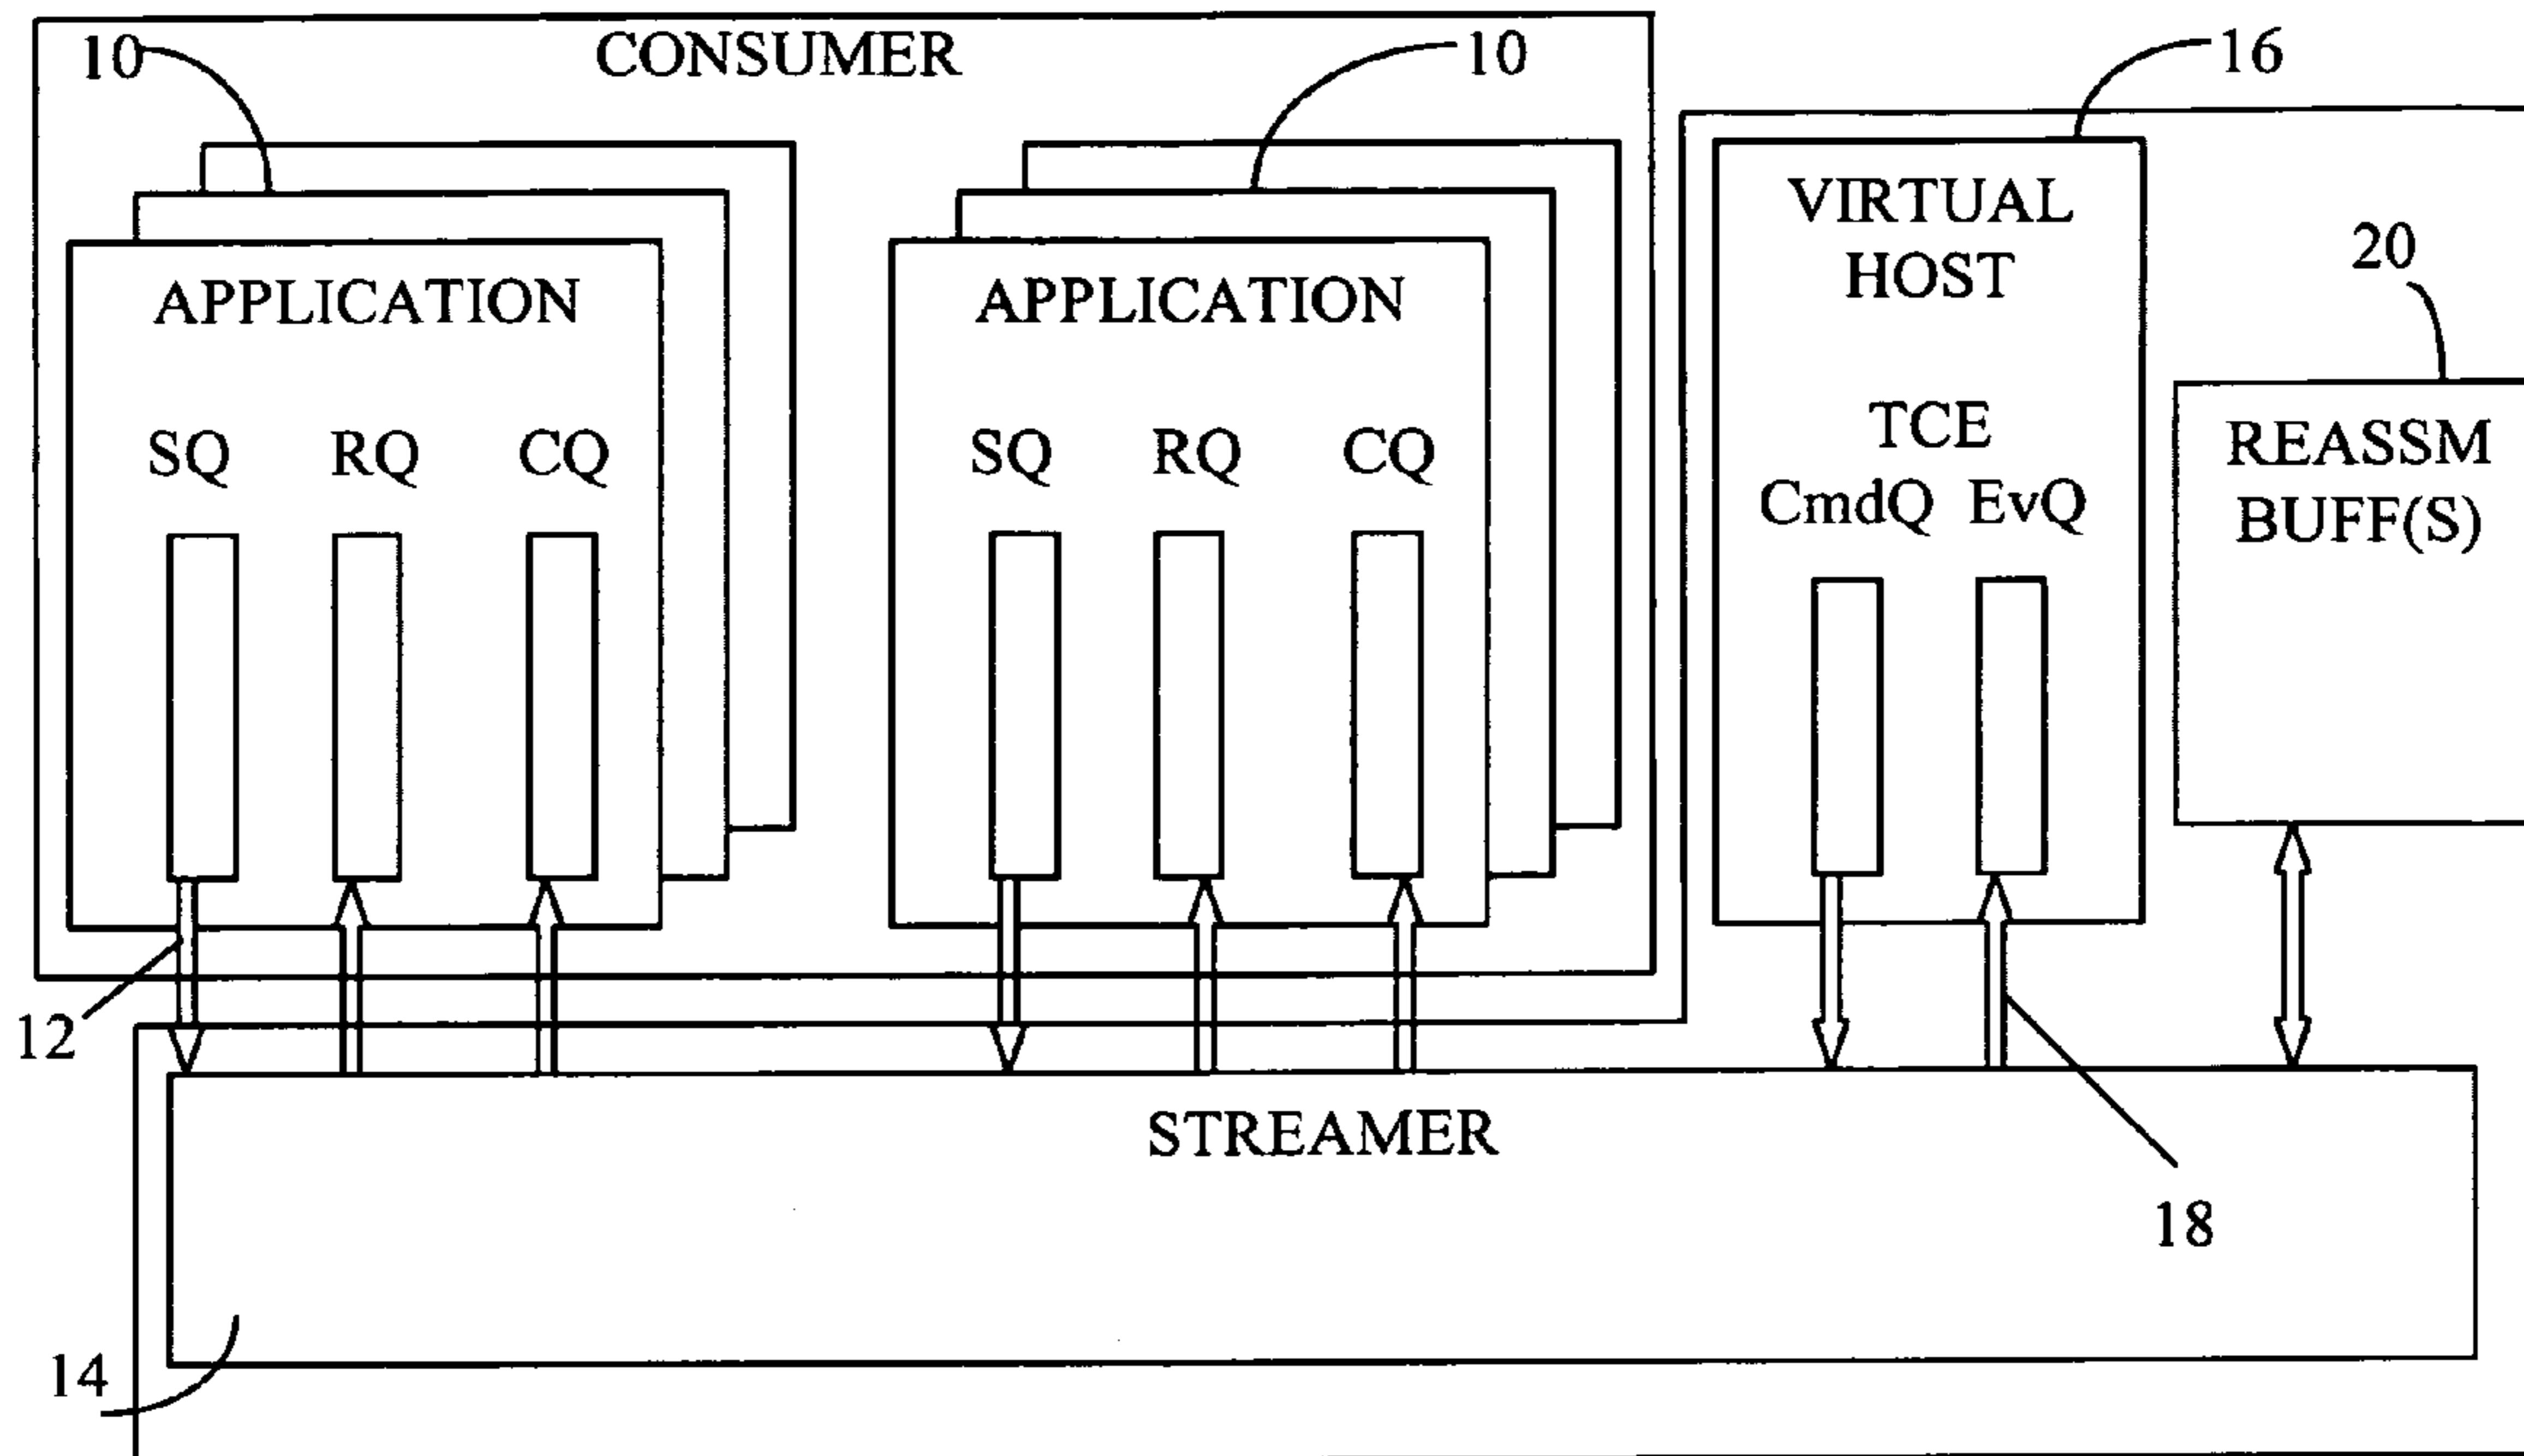 CONSUMER
10
10
16
VIRTUAL
HOST
20
APPLICATION
APPLICATION
TCE
SQ RQ CQ
SQ RQ CQ
CmdQ EvQ
REASSM
BUFF(S)
12
STREAMER
18
14